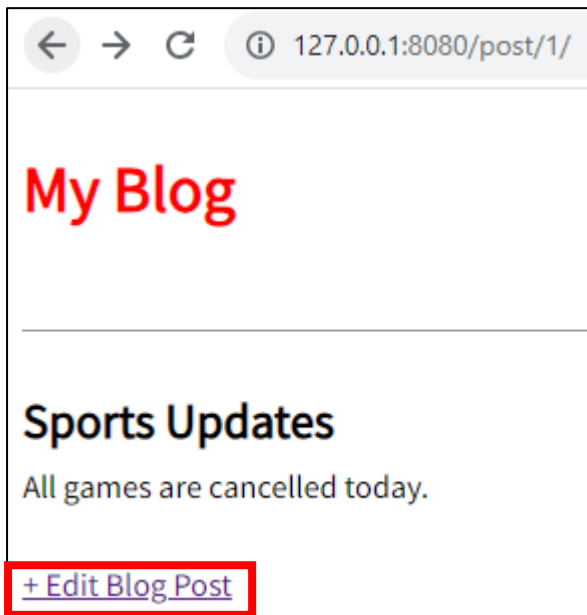 127.0.0.1:8080/post/1/
My Blog
Sports Updates
All games are cancelled today.
+ Edit Blog Post